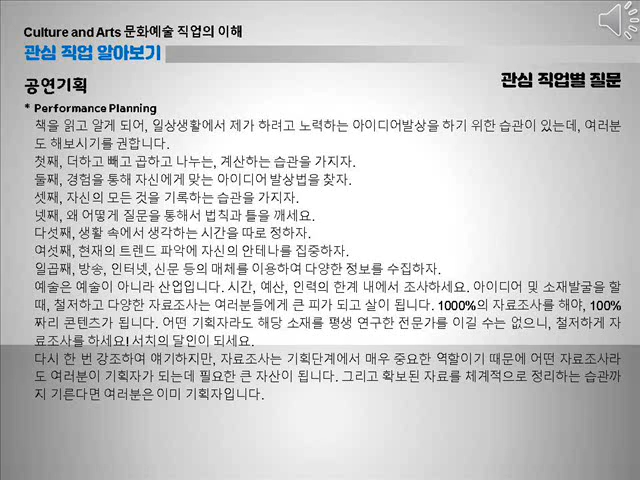 Culture and Arts 문화예술 직업의 이해
관심 직업 알아보기
공연기획
관심 직업별 질문
* Performance Planning
책을 읽고 알게 되어, 일상생활에서 제가 하려고 노력하는 아이디어발상을 하기 위한 습관이 있는데, 여러분
도 해보시기를 권합니다.
첫째, 더하고 빼고 곱하고 나누는, 계산하는 습관을 가지자.
둘째, 경험을 통해 자신에게 맞는 아이디어 발상법을 찾자.
셋째, 자신의 모든 것을 기록하는 습관을 가지자.
넷째, 왜 어떻게 질문을 통해서 법칙과 틀을 깨세요.
다섯째, 생활 속에서 생각하는 시간을 따로 정하자.
여섯째, 현재의 트렌드 파악에 자신의 안테나를 집중하자.
일곱째, 방송, 인터넷, 신문 등의 매체를 이용하여 다양한 정보를 수집하자.
예술은 예술이 아니라 산업입니다. 시간, 예산, 인력의 한계 내에서 조사하세요. 아이디어 및 소재발굴을 할
때, 철저하고 다양한 자료조사는 여러분들에게 큰 피가 되고 살이 됩니다. 1000%의 자료조사를 해야, 100%
짜리 콘텐츠가 됩니다. 어떤 기획자라도 해당 소재를 평생 연구한 전문가를 이길 수는 없으니, 철저하게 자
료조사를 하세요! 서치의 달인이 되세요.
다시 한 번 강조하여 얘기하지만, 자료조사는 기획단계에서 매우 중요한 역할이기 때문에 어떤 자료조사라
도 여러분이 기획자가 되는데 필요한 큰 자산이 됩니다. 그리고 확보된 자료를 체계적으로 정리하는 습관까
지 기른다면 여러분은 이미 기획자입니다.